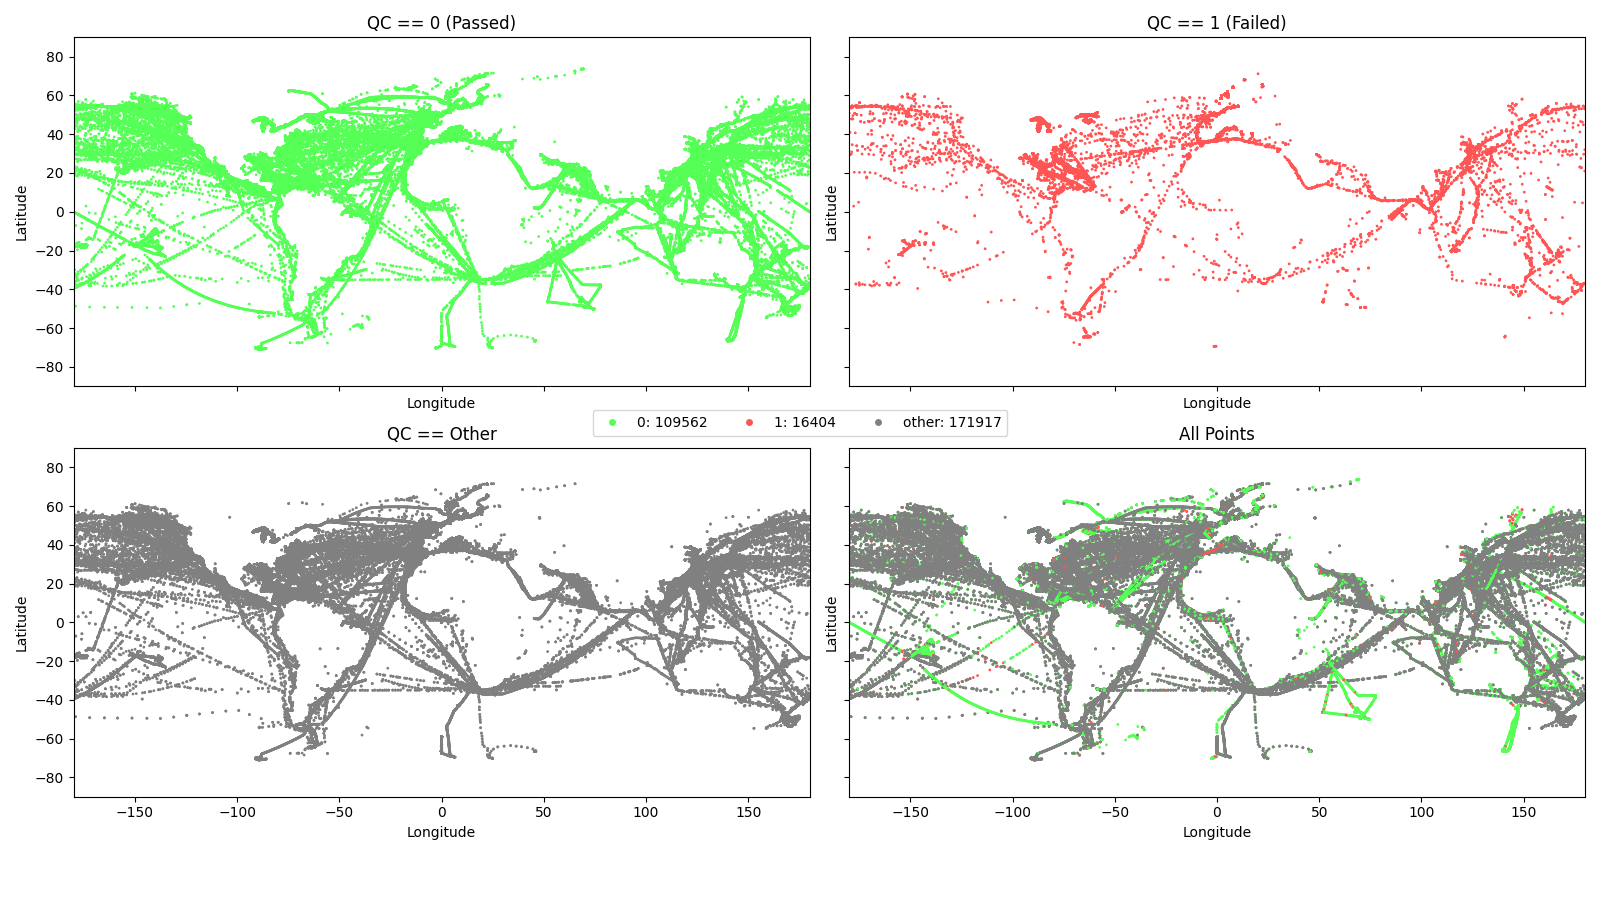 QC == 0 (Passed)
QC == 1 (Failed)
80
60
40
20
0
−20
−40
−60
−80
Latitude
Latitude
Longitude
Longitude
0: 109562
1: 16404
other: 171917
QC == Other
All Points
80
60
40
20
0
−20
−40
−60
−80
Latitude
Latitude
−150
−100
−50
0
50
100
150
−150
−100
−50
0
50
100
150
Longitude
Longitude